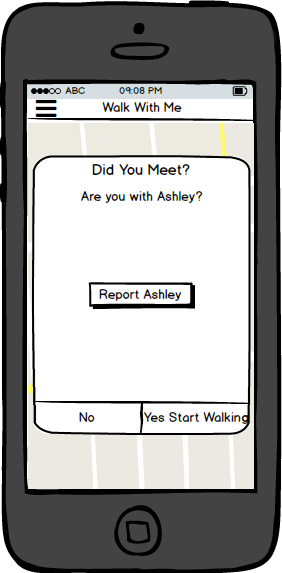 ABC 09:08 PM
Walk With Me
Did You Meet?
Are you with Ashley?
Report Ashley
No Yes Start Walking